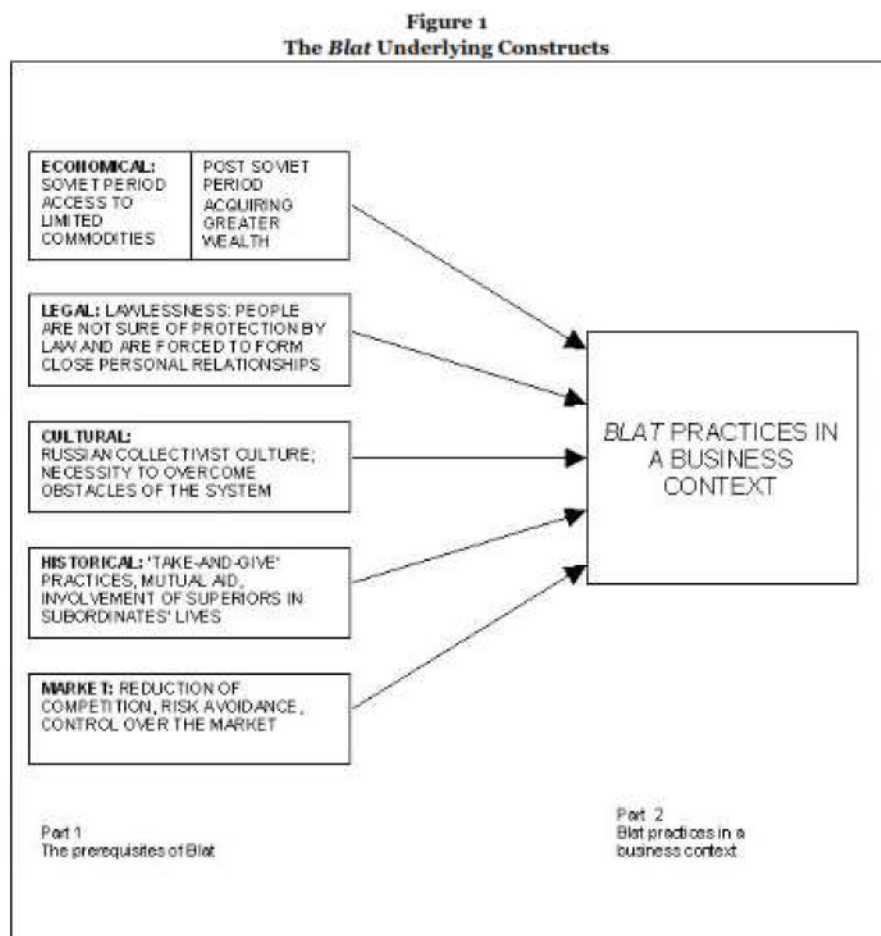 Figure 1
The Blat Underlying Constructs
ECONOMICAL:
SOVIET PERIOD
ACCESS TO
LIMITED
COMMODITIES
POST SOVIET
PERIOD
ACQUIRING
GREATER
WEALTH
LEGAL: LAWLESSNESS: PEOPLE
ARE NOT SURE OF PROTECTION BY
LAW AND ARE FORCED TO FORM
CLOSE PERSONAL RELATIONSHIPS
CULTURAL:
RUSSIAN COLLECTIVIST CULTURE;
NECESSITY TO OVERCOME
OBSTACLES OF THE SYSTEM
HISTORICAL: 'TAKE-AND-GIVE'
PRACTICES, MUTUAL AID,
INVOLVEMENT OF SUPERIORS IN
SUBORDINATES' LIVES
MARKET: REDUCTION OF
COMPETITION, RISK AVOIDANCE,
CONTROL OVER THE MARKET
BLAT PRACTICES IN
A BUSINESS
CONTEXT
Part 1
The prerequisites of Blat
Part 2
Blat practices in a
business context